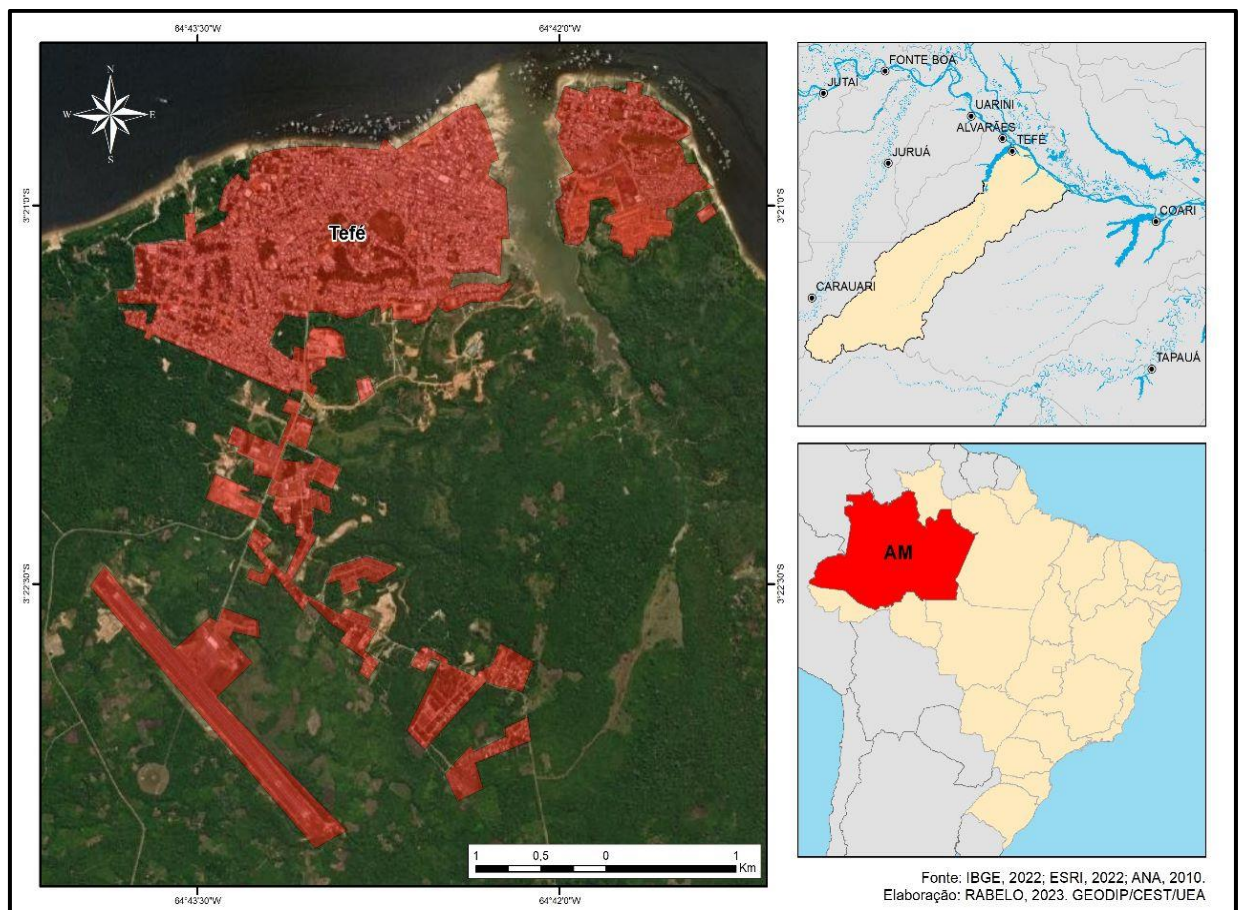 64°43'30"W
64°42'0"W
N
W
E
S
3°21'0"S
3°21'0"S
Tefé
3°22'30"S
3°22'30"S
1
0,5
0
1
Km
64°43'30"W
64°42'0"W
FONTE BOA
JUTAÍ
UARINI
ALVARÃES
TEFÉ
JURUÁ
COARI
CARAUARI
TAPAUÁ
AM
Fonte: IBGE, 2022; ESRI, 2022; ANA, 2010.
Elaboração: RABELO, 2023. GEODIP/CEST/UEA